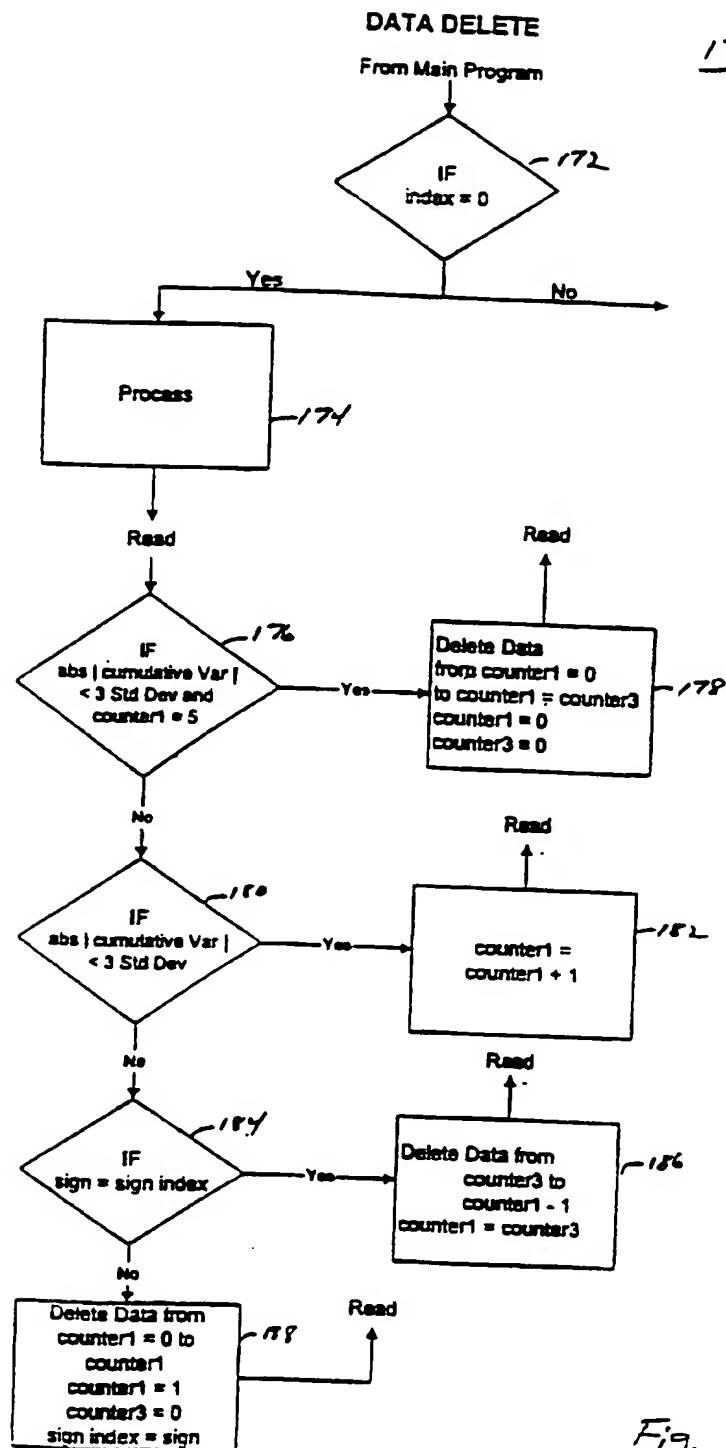 DATA DELETE
From Main Program
IF
index = 0
172
Yes
No
Process
174
Read
IF
abs | cumulative Var |
< 3 Std Dev and
counter1 = 5
176
Yes
Read
Delete Data
from counter1 = 0
to counter1 = counter3
counter1 = 0
counter3 = 0
178
No
IF
abs | cumulative Var |
< 3 Std Dev
180
Yes
Read
counter1 =
counter1 + 1
182
No
IF
sign = sign index
184
Yes
Read
Delete Data from
counter3 to
counter1 - 1
counter1 = counter3
186
No
Delete Data from
counter1 = 0 to
counter1
counter1 = 1
counter3 = 0
sign index = sign
188
Read
Fig.